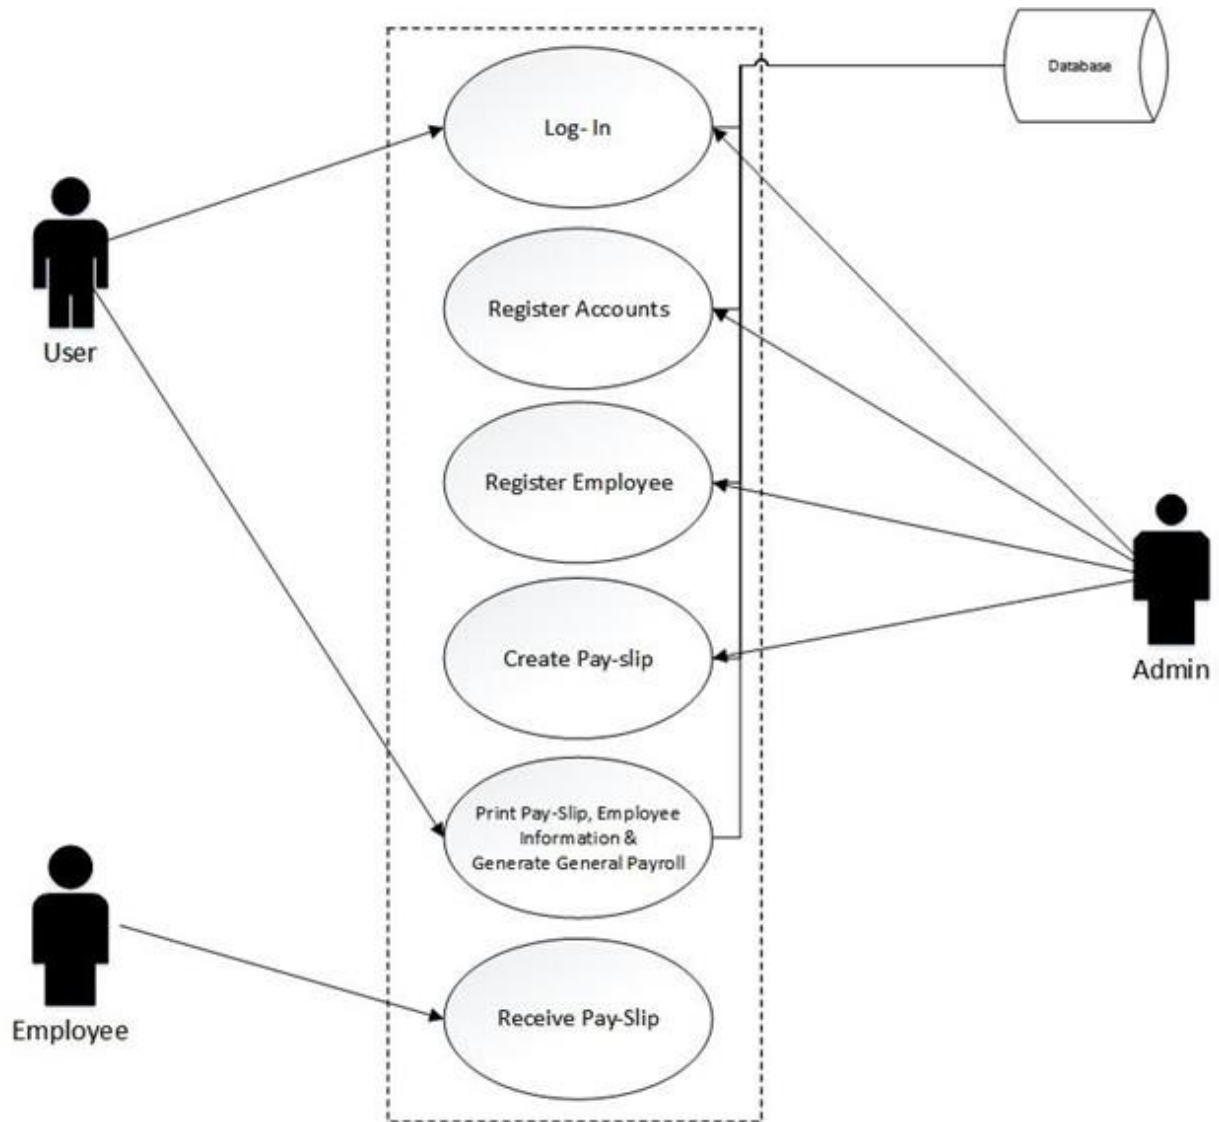 Database
Log- In
User
Register Accounts
Register Employee
Create Pay-slip
Admin
Print Pay-Slip, Employee
Information &
Generate General Payroll
Employee
Receive Pay-Slip